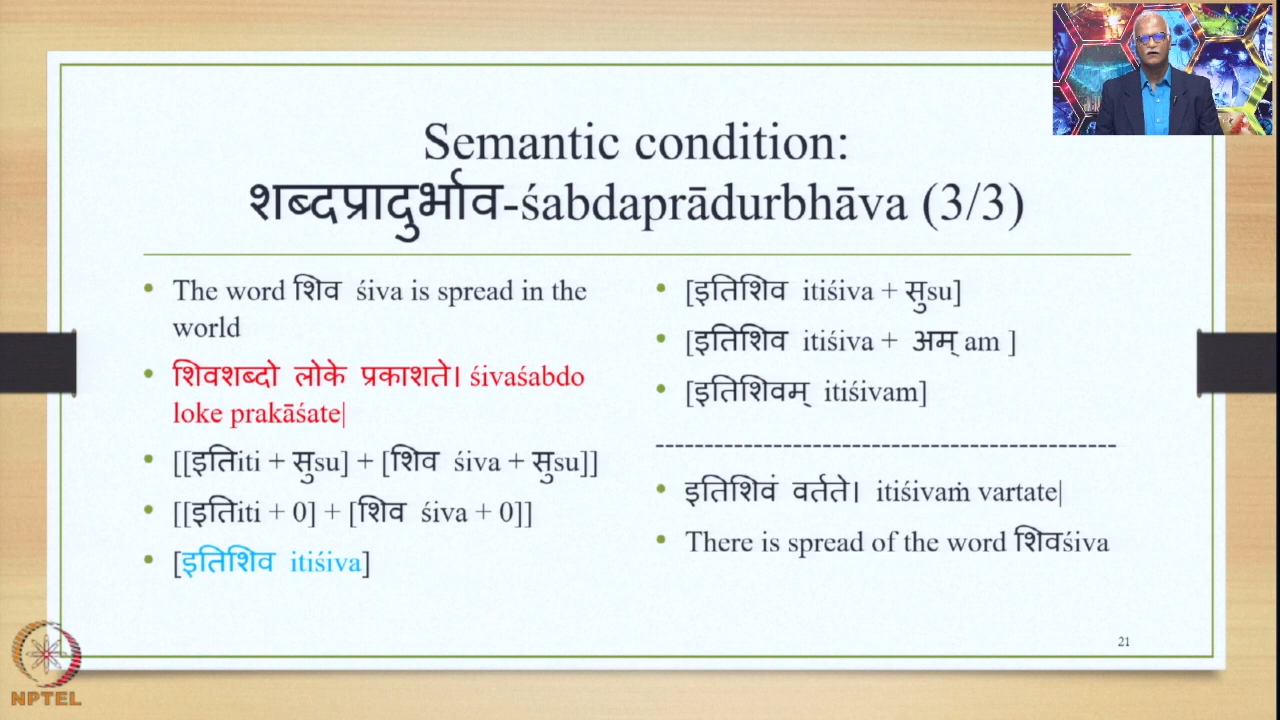 Semantic condition:
शब्दप्रादुर्भाव-śabdaprādurbhāva (3/3)
• The word शिव śiva is spread in the
world
• शिवशब्दो लोके प्रकाशते। śivaśabdo
loke prakāśate|
• [[इतिiti + सुsu] + [शिव śiva + सुsu]]
• [[इतिiti + 0] + [शिव śiva + 0]]
• [इतिशिव itiśiva]
• [इतिशिव itiśiva + सुsu]
• [इतिशिव itiśiva + अम् am ]
• [इतिशिवम् itiśivam]
-----------------------------------------------
• इतिशिवं वर्तते। itiśivaṁ vartate|
• There is spread of the word शिवśiva
21
NPTEL